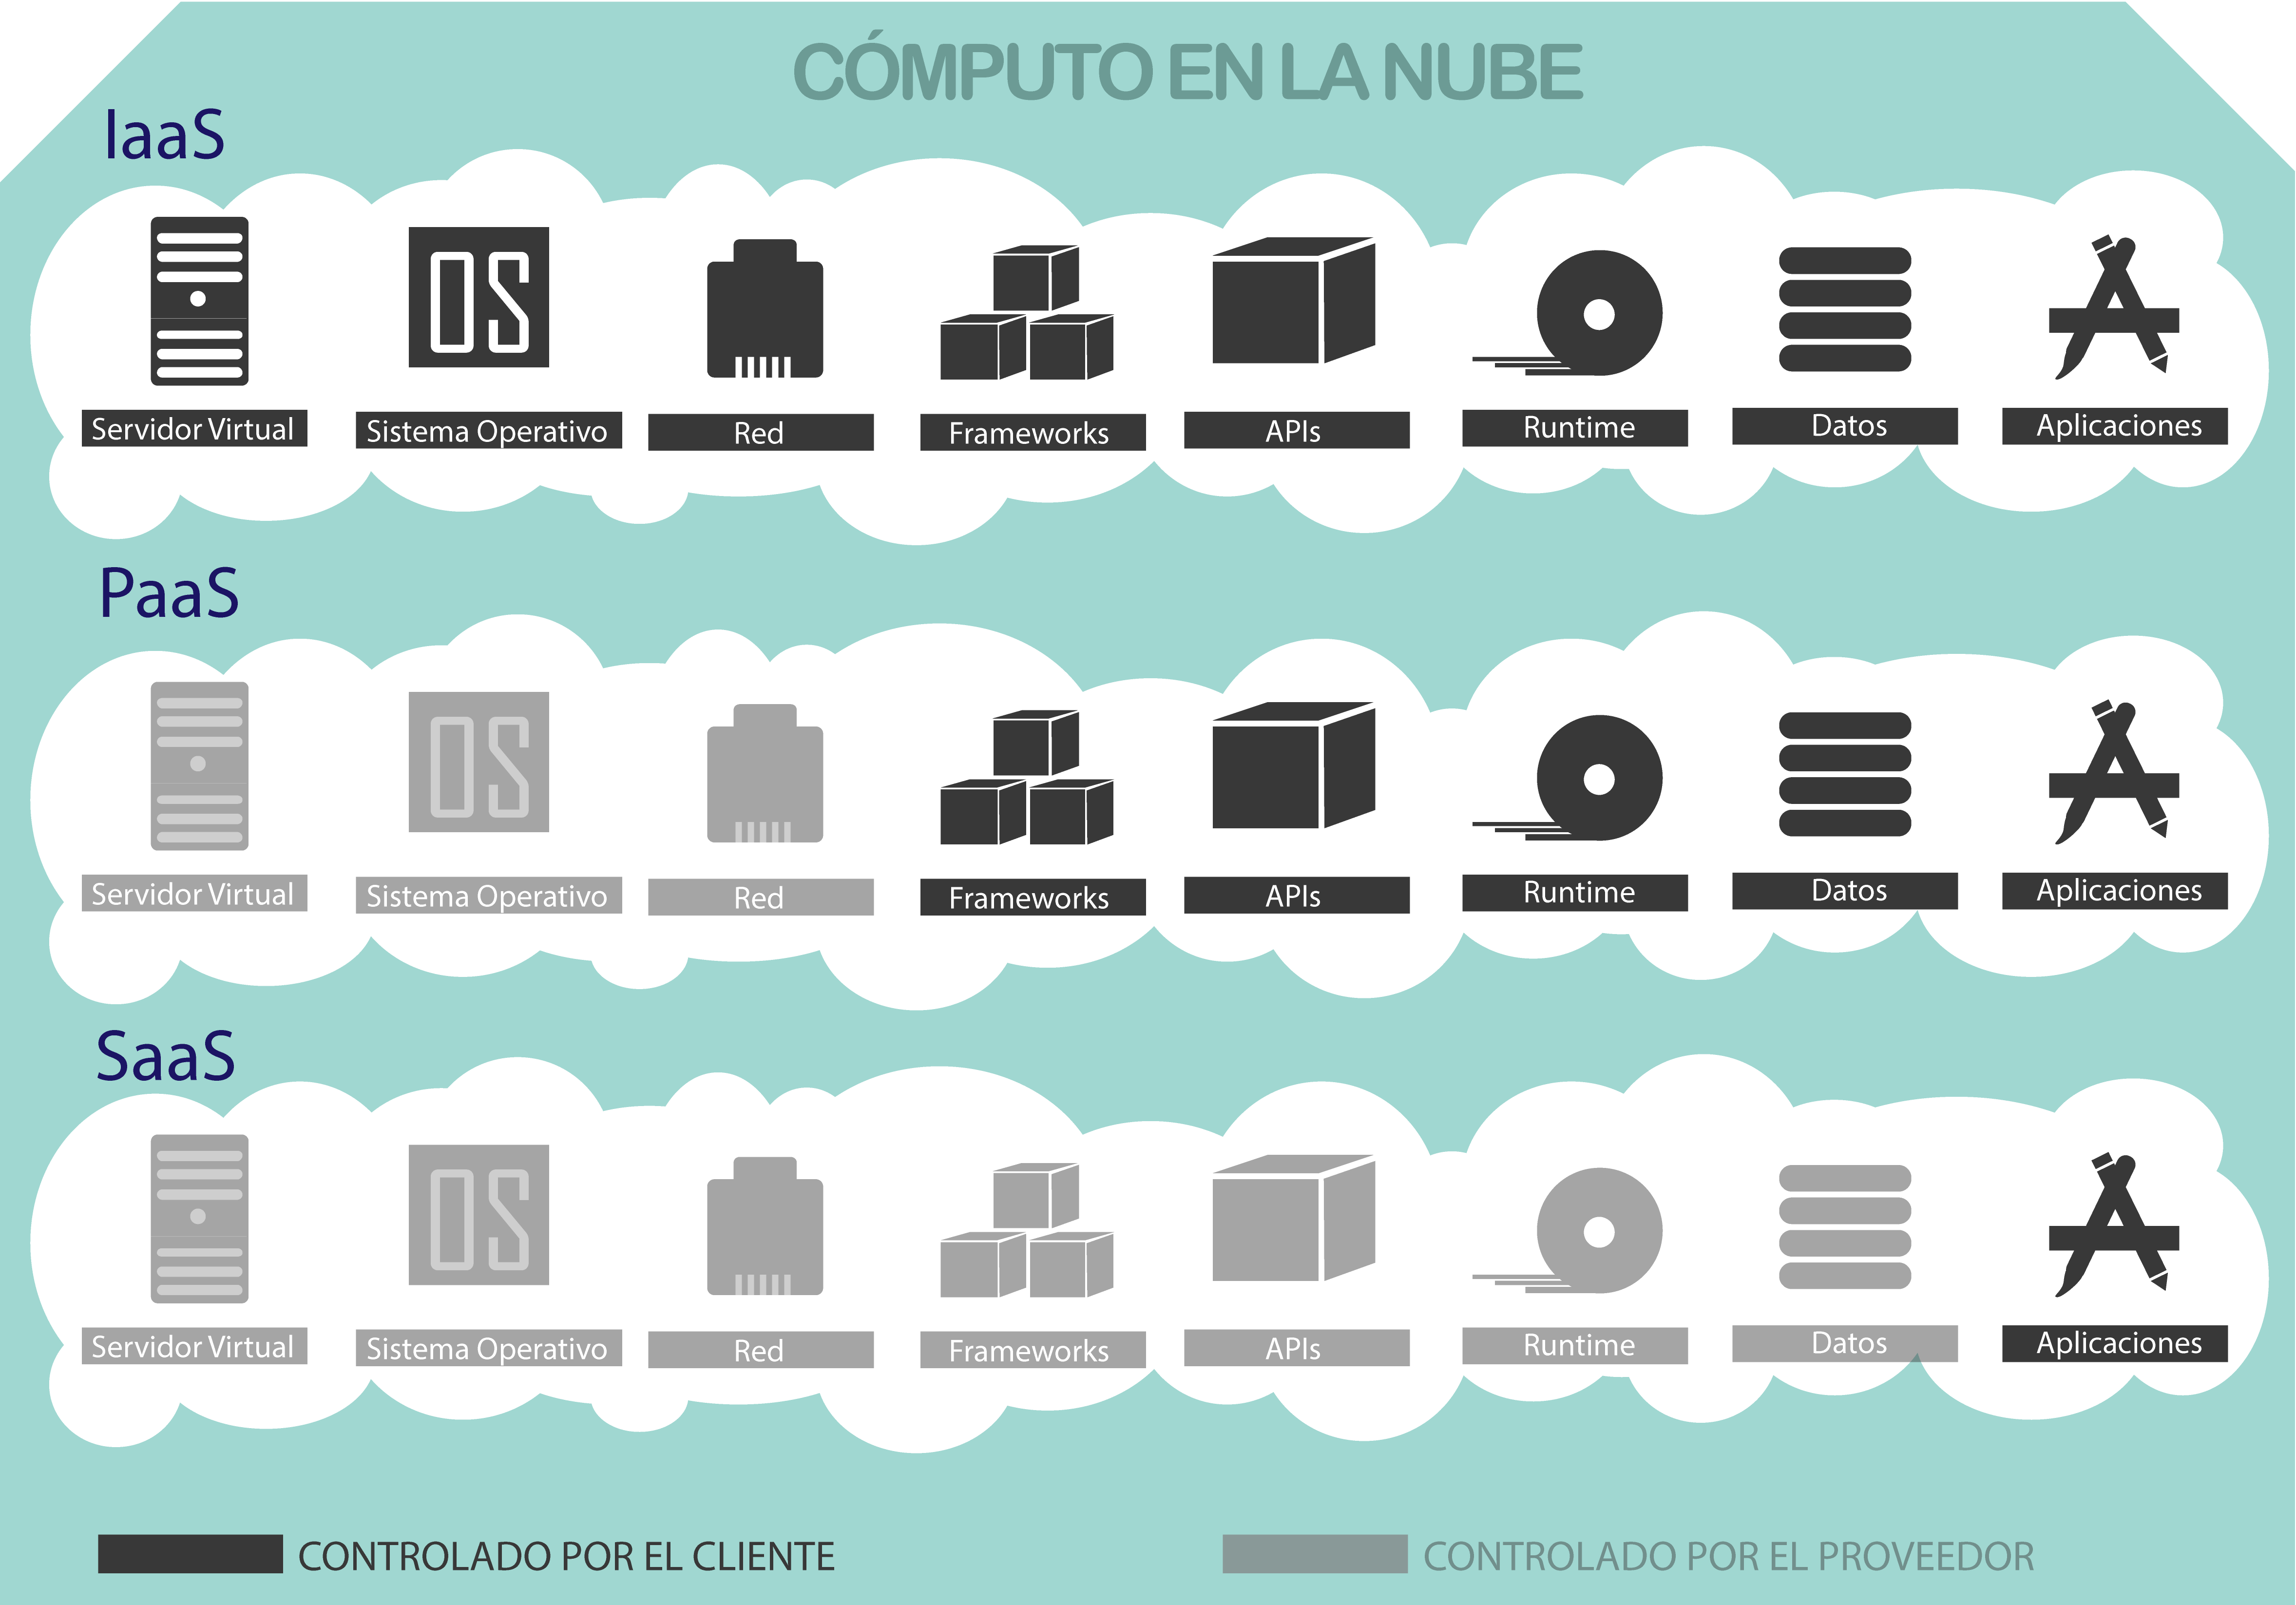 CÓMPUTO EN LA NUBE
IaaS
OS
Servidor Virtual
Sistema Operativo
Red
Frameworks
APIs
Runtime
Datos
Aplicaciones
PaaS
OS
Servidor Virtual
Sistema Operativo
Red
Frameworks
APIs
Runtime
Datos
Aplicaciones
SaaS
OS
Servidor Virtual
Sistema Operativo
Red
Frameworks
APIs
Runtime
Datos
Aplicaciones
CONTROLADO POR EL CLIENTE
CONTROLADO POR EL PROVEEDOR